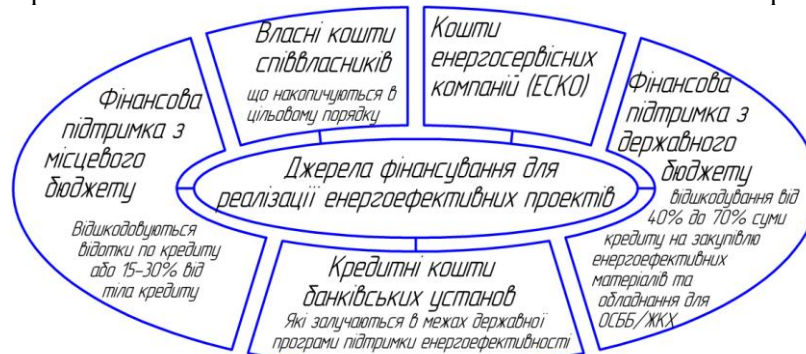 Фінансова
підтримка з
місцевого
бюджету
Відшкодовуються
відотки по кредиту
або 15-30% від
тіла кредиту
Власні кошти
співвласників
що накопичуються в
цільовому порядку
Кошти
енергосервісних
компаній (ЕСКО)
Фінансова
підтримка з
державного
бюджету
відшкодування від
40% до 70% суми
кредиту на закупівлю
енергоефективних
матеріалів та
обладнання для
ОСББ/ЖКХ
Джерела фінансування для
реалізації енергоефективних проектів
Кредитні кошти
банківських установ
Які залучаються в межах державної
програми підтримки енергоефективності